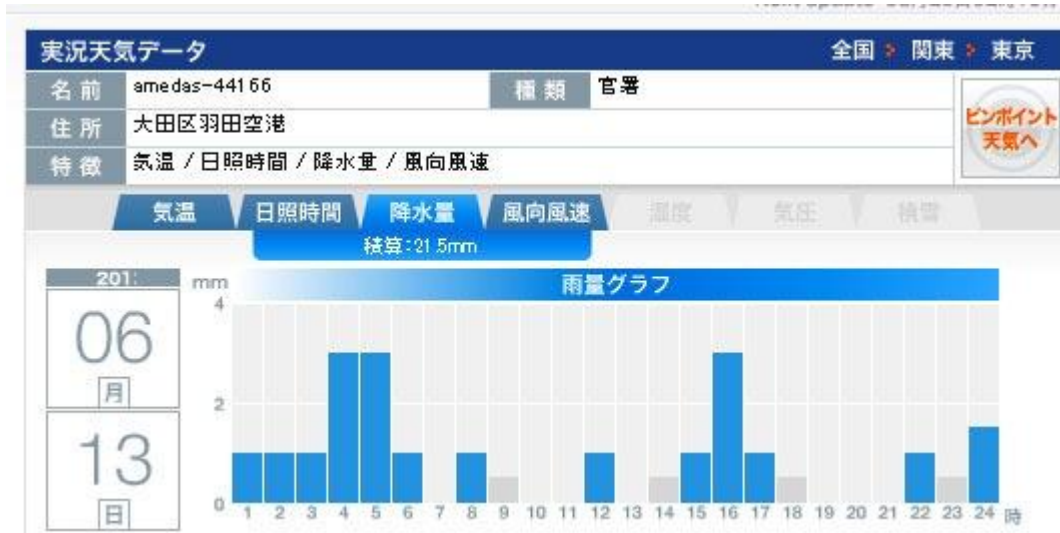 実況天気データ 全国 関東 東京
名前 amedas-44166 種類 官署
住所 大田区羽田空港
特徴 気温 / 日照時間 / 降水量 / 風向風速
ピンポイント
天気へ
気温 日照時間 降水量 風向風速 湿度 気圧 積雪
積算:21.5mm
201
mm 雨量グラフ
4
06
月
2
13
日
0
1 2 3 4 5 6 7 8 9 10 11 12 13 14 15 16 17 18 19 20 21 22 23 24 時